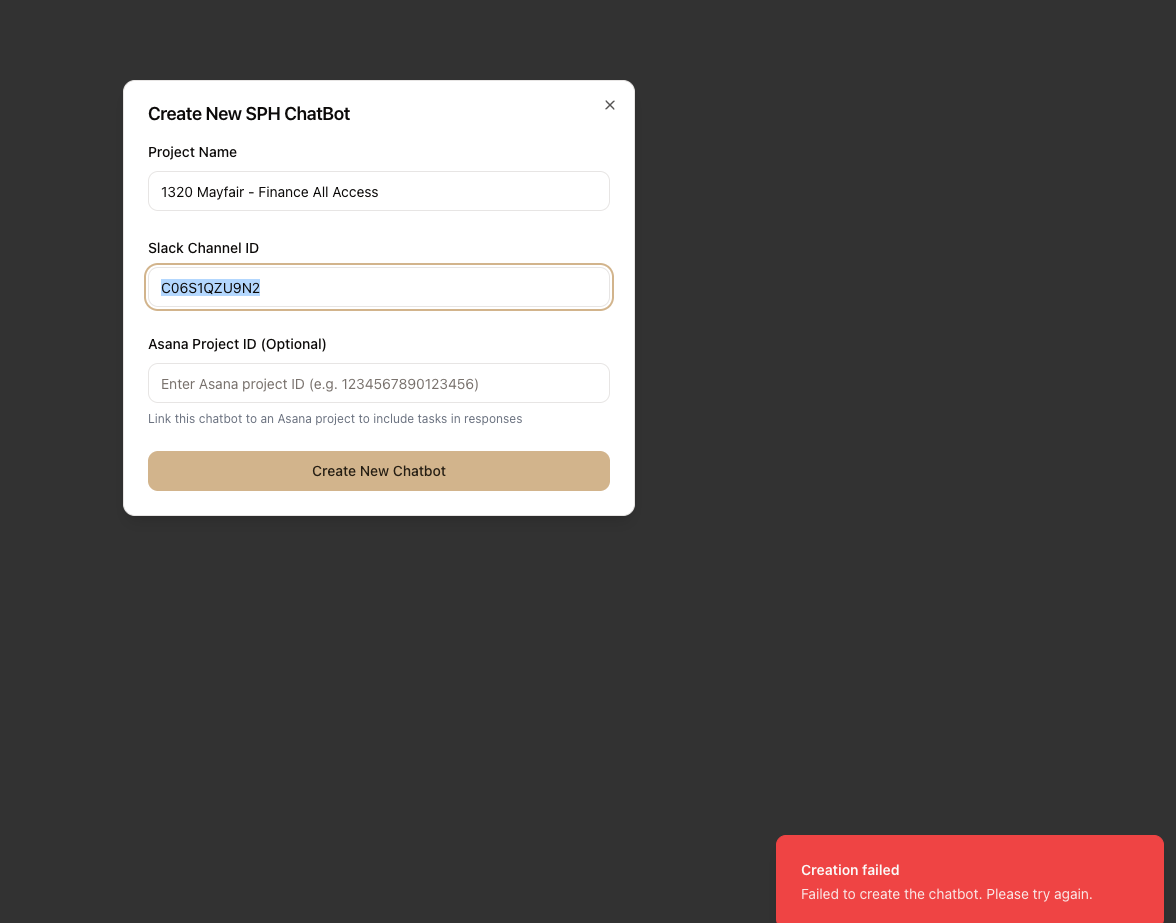 Create New SPH ChatBot
Project Name
1320 Mayfair - Finance All Access
Slack Channel ID
C06S1QZU9N2
Asana Project ID (Optional)
Enter Asana project ID (e.g. 1234567890123456)
Link this chatbot to an Asana project to include tasks in responses
Create New Chatbot
Creation failed
Failed to create the chatbot. Please try again.